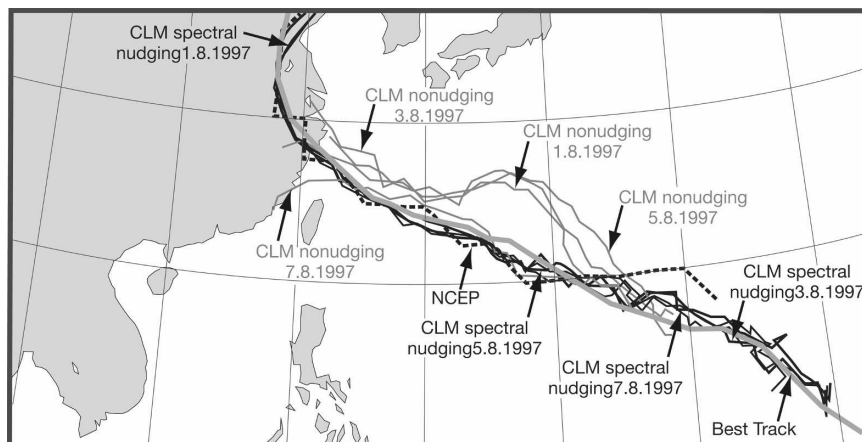 CLM spectral
nudging1.8.1997
CLM nonudging
3.8.1997
CLM nonudging
1.8.1997
CLM nonudging
5.8.1997
CLM nonudging
7.8.1997
NCEP
CLM spectral
nudging5.8.1997
CLM spectral
nudging3.8.1997
CLM spectral
nudging7.8.1997
Best Track